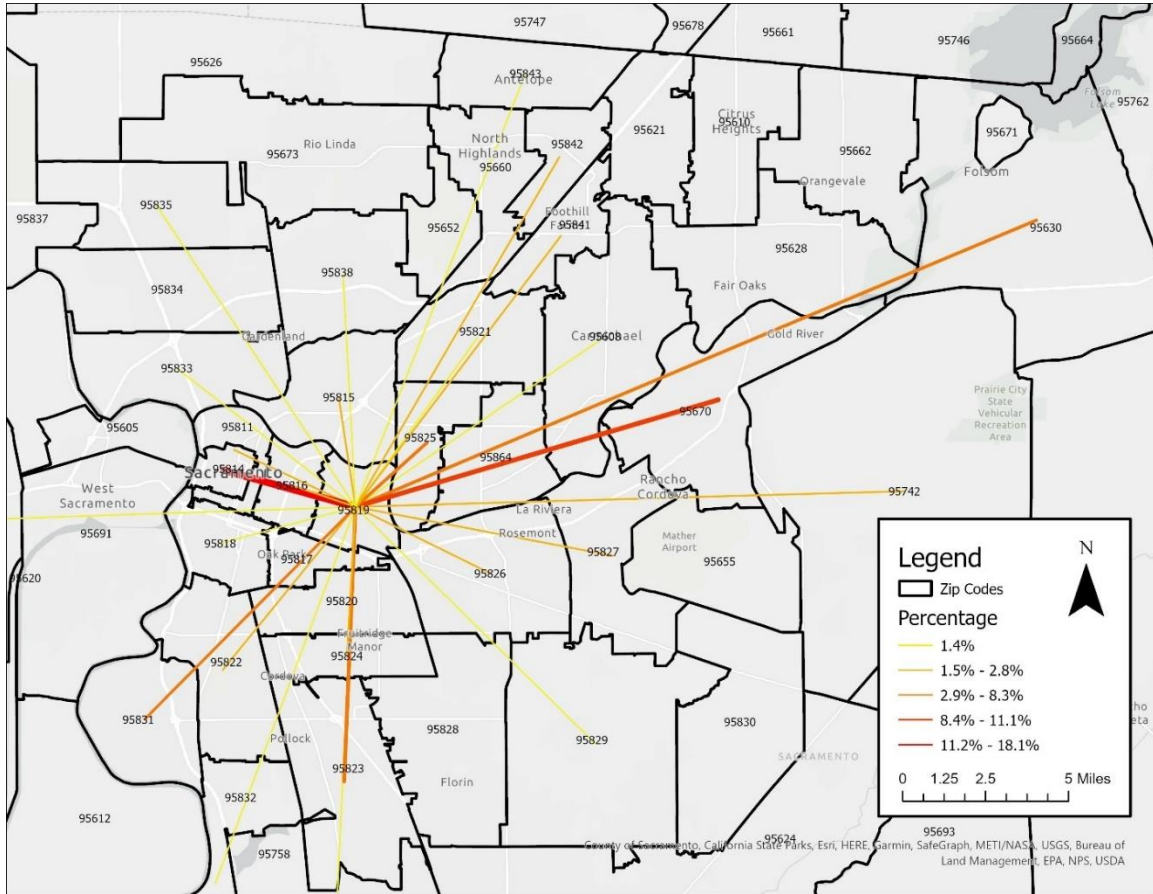 95747
95678
95661
95746
95664
95626
95843
Antelope
Folsom
Lake
95762
95621
Citrus
95610
Heights
95671
Rio Linda
95673
North
Highlands
95660
95842
95662
Folsom
Orangevale
95835
95837
95652
Foothill
95841
95630
95628
95838
95834
Fair Oaks
95821
Gardenland
95608
Gold River
95833
95815
95670
Prairie City
State
Vehicular
Recreation
Area
95605
95811
95825
95864
95814
Sacramento
95816
West
Sacramento
Rancho
Cordova
95742
95819
La Riviera
95691
Rosemont
95818
Oak Park
95817
Mather
Airport
95827
95655
95620
95826
95820
Fruitridge
Manor
95824
95822
95831
Pollock
95828
95829
95830
SACRAMENTO
95823
Florin
95832
95612
95758
95624
95693
Legend
N
Zip Codes
Percentage
1.4%
1.5% - 2.8%
2.9% - 8.3%
8.4% - 11.1%
11.2% - 18.1%
0 1.25 2.5 5 Miles
County of Sacramento, California State Parks, Esri, HERE, Garmin, SafeGraph, METI/NASA, USGS, Bureau of
Land Management, EPA, NPS, USDA